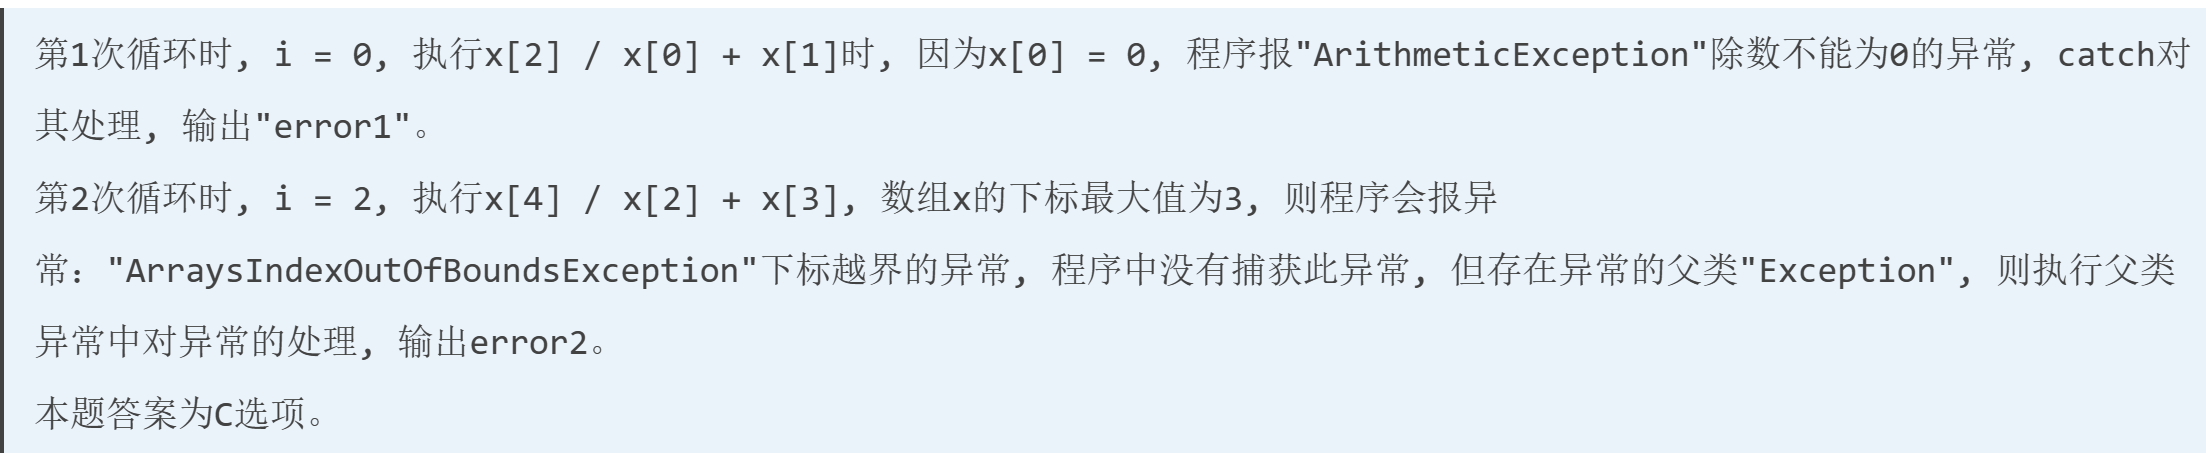 第1次循环时, i = 0, 执行x[2] / x[0] + x[1]时, 因为x[0] = 0, 程序报"ArithmeticException"除数不能为0的异常, catch对
其处理, 输出"error1"。
第2次循环时, i = 2, 执行x[4] / x[2] + x[3], 数组x的下标最大值为3, 则程序会报异
常: "ArraysIndexOutOfBoundsException"下标越界的异常, 程序中没有捕获此异常, 但存在异常的父类"Exception", 则执行父类
异常中对异常的处理, 输出error2。
本题答案为C选项。